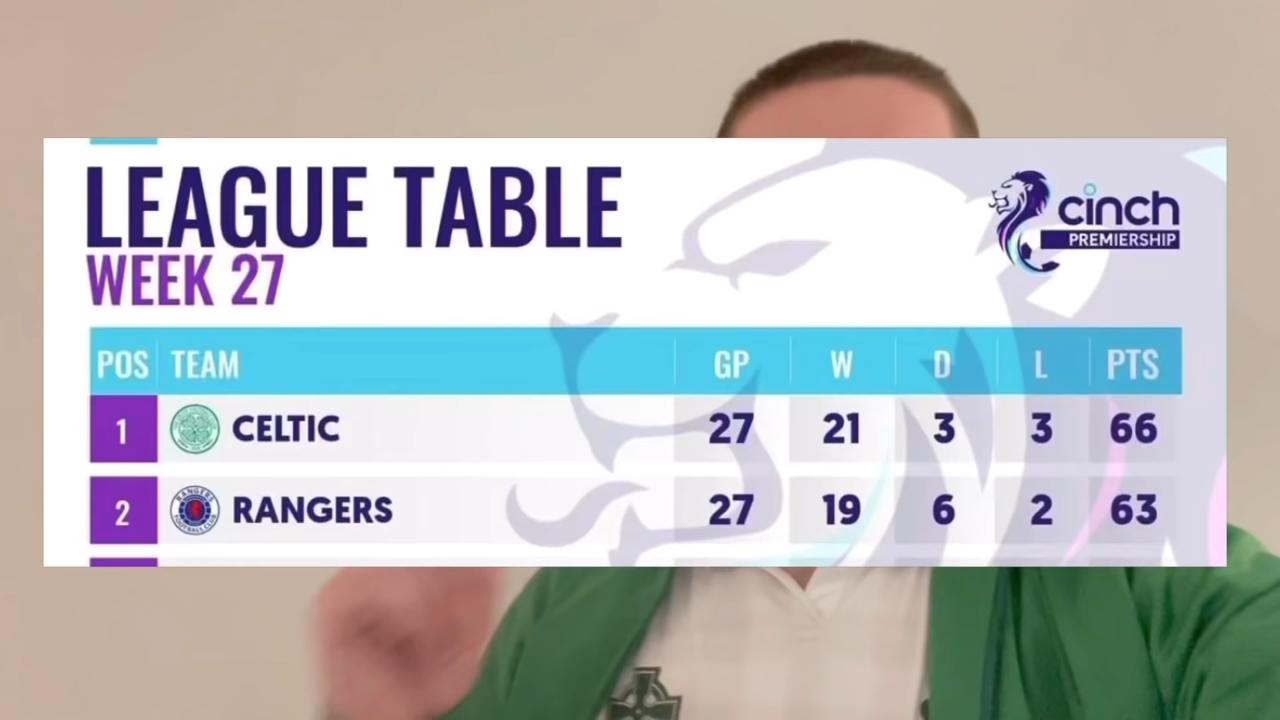 LEAGUE TABLE
WEEK 27
cinch
PREMIERSHIP
POS TEAM GP W D L PTS
1 CELTIC 27 21 3 3 66
2 RANGERS 27 19 6 2 63